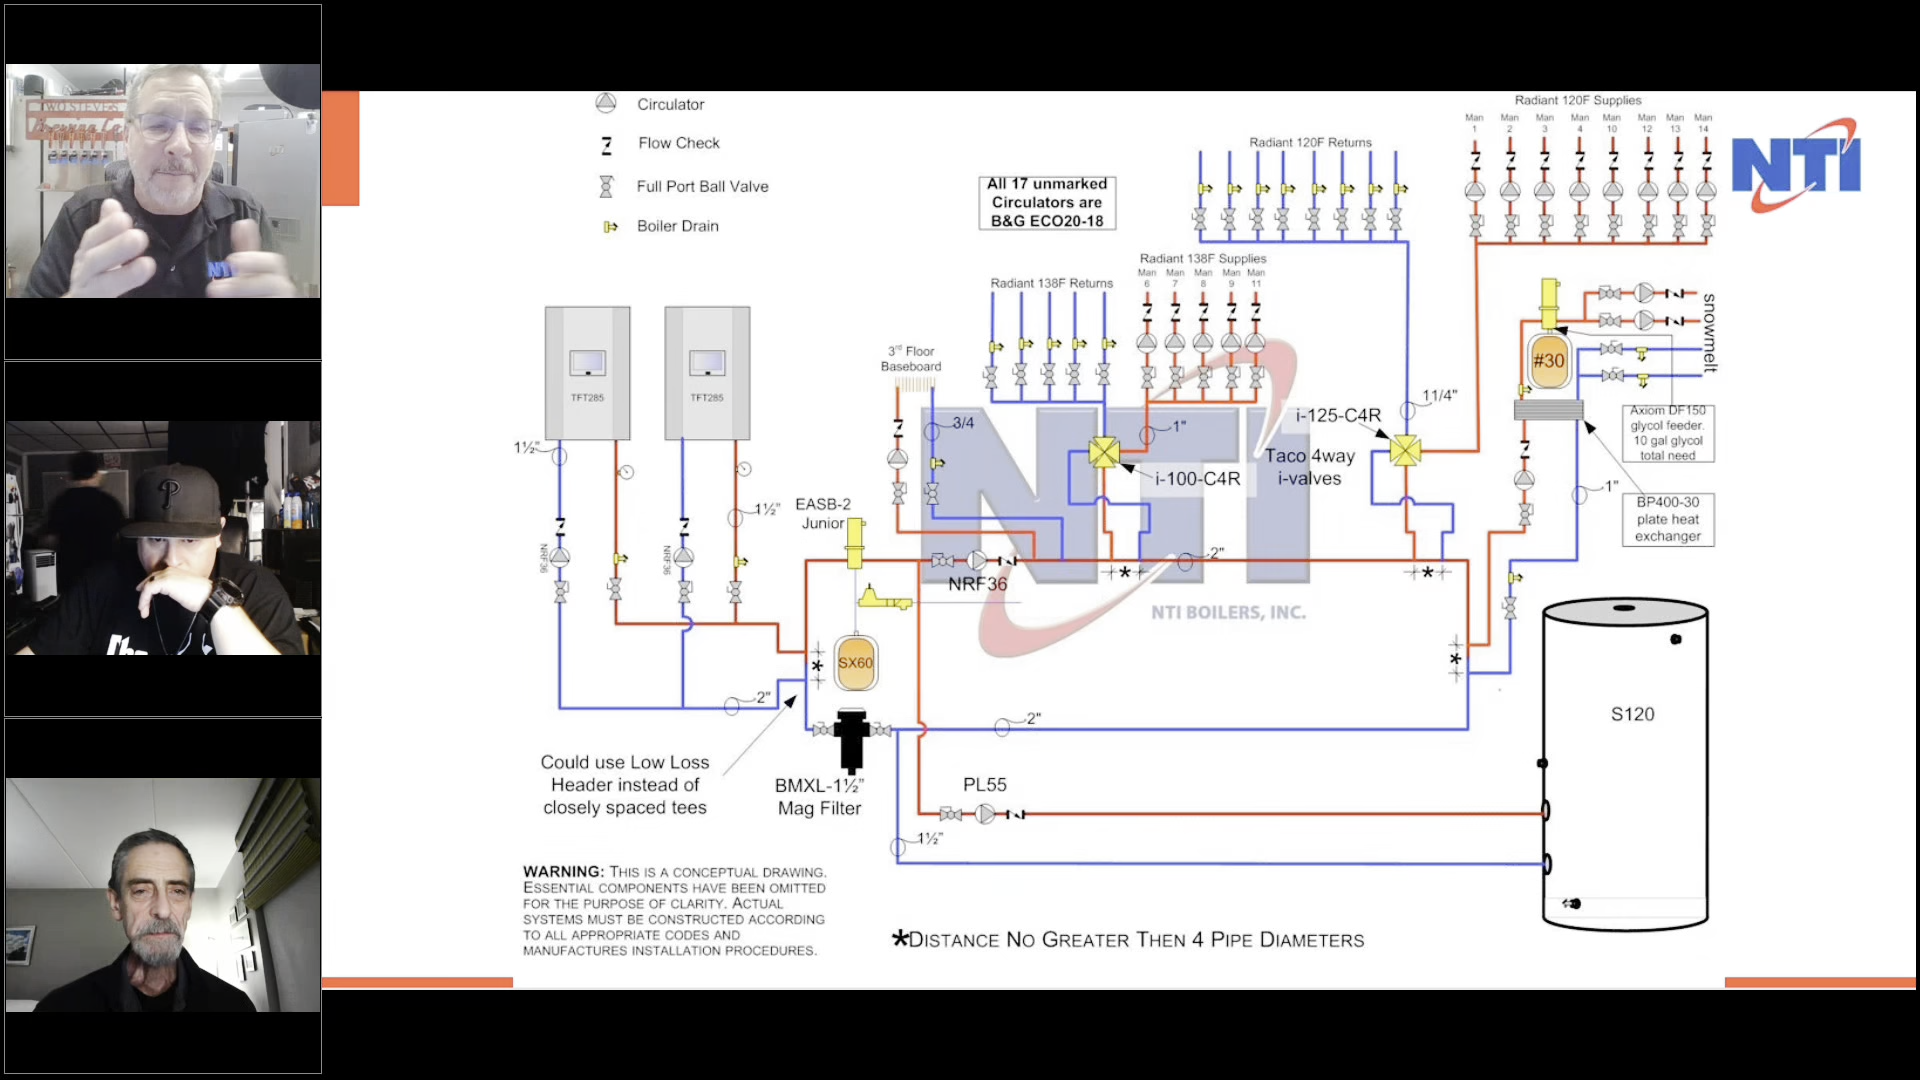 TWO STEVE'S
Brewing Co
NTI
Circulator
Flow Check
Full Port Ball Valve
Boiler Drain
All 17 unmarked
Circulators are
B&G ECO20-18
Radiant 120F Returns
Radiant 120F Supplies
Man Man Man Man Man Man Man Man
1 2 3 4 10 12 13 14
NTI
Radiant 138F Returns
Radiant 138F Supplies
Man Man Man Man Man
6 7 8 9 11
3rd Floor
Baseboard
TFT285
TFT285
1½"
1½"
NRF36
NRF36
EASB-2
Junior
3/4
1"
i-100-C4R
i-125-C4R
11/4"
Taco 4way
i-valves
snowmelt
#30
Axiom DF150
glycol feeder.
10 gal glycol
total need
1"
BP400-30
plate heat
exchanger
NRF36
* 2" *
NTI
NTI BOILERS, INC.
* SX60
*
2"
2"
S120
Could use Low Loss
Header instead of
closely spaced tees
BMXL-1½"
Mag Filter
PL55
1½"
WARNING: THIS IS A CONCEPTUAL DRAWING.
ESSENTIAL COMPONENTS HAVE BEEN OMITTED
FOR THE PURPOSE OF CLARITY. ACTUAL
SYSTEMS MUST BE CONSTRUCTED ACCORDING
TO ALL APPROPRIATE CODES AND
MANUFACTURES INSTALLATION PROCEDURES.
*DISTANCE NO GREATER THEN 4 PIPE DIAMETERS